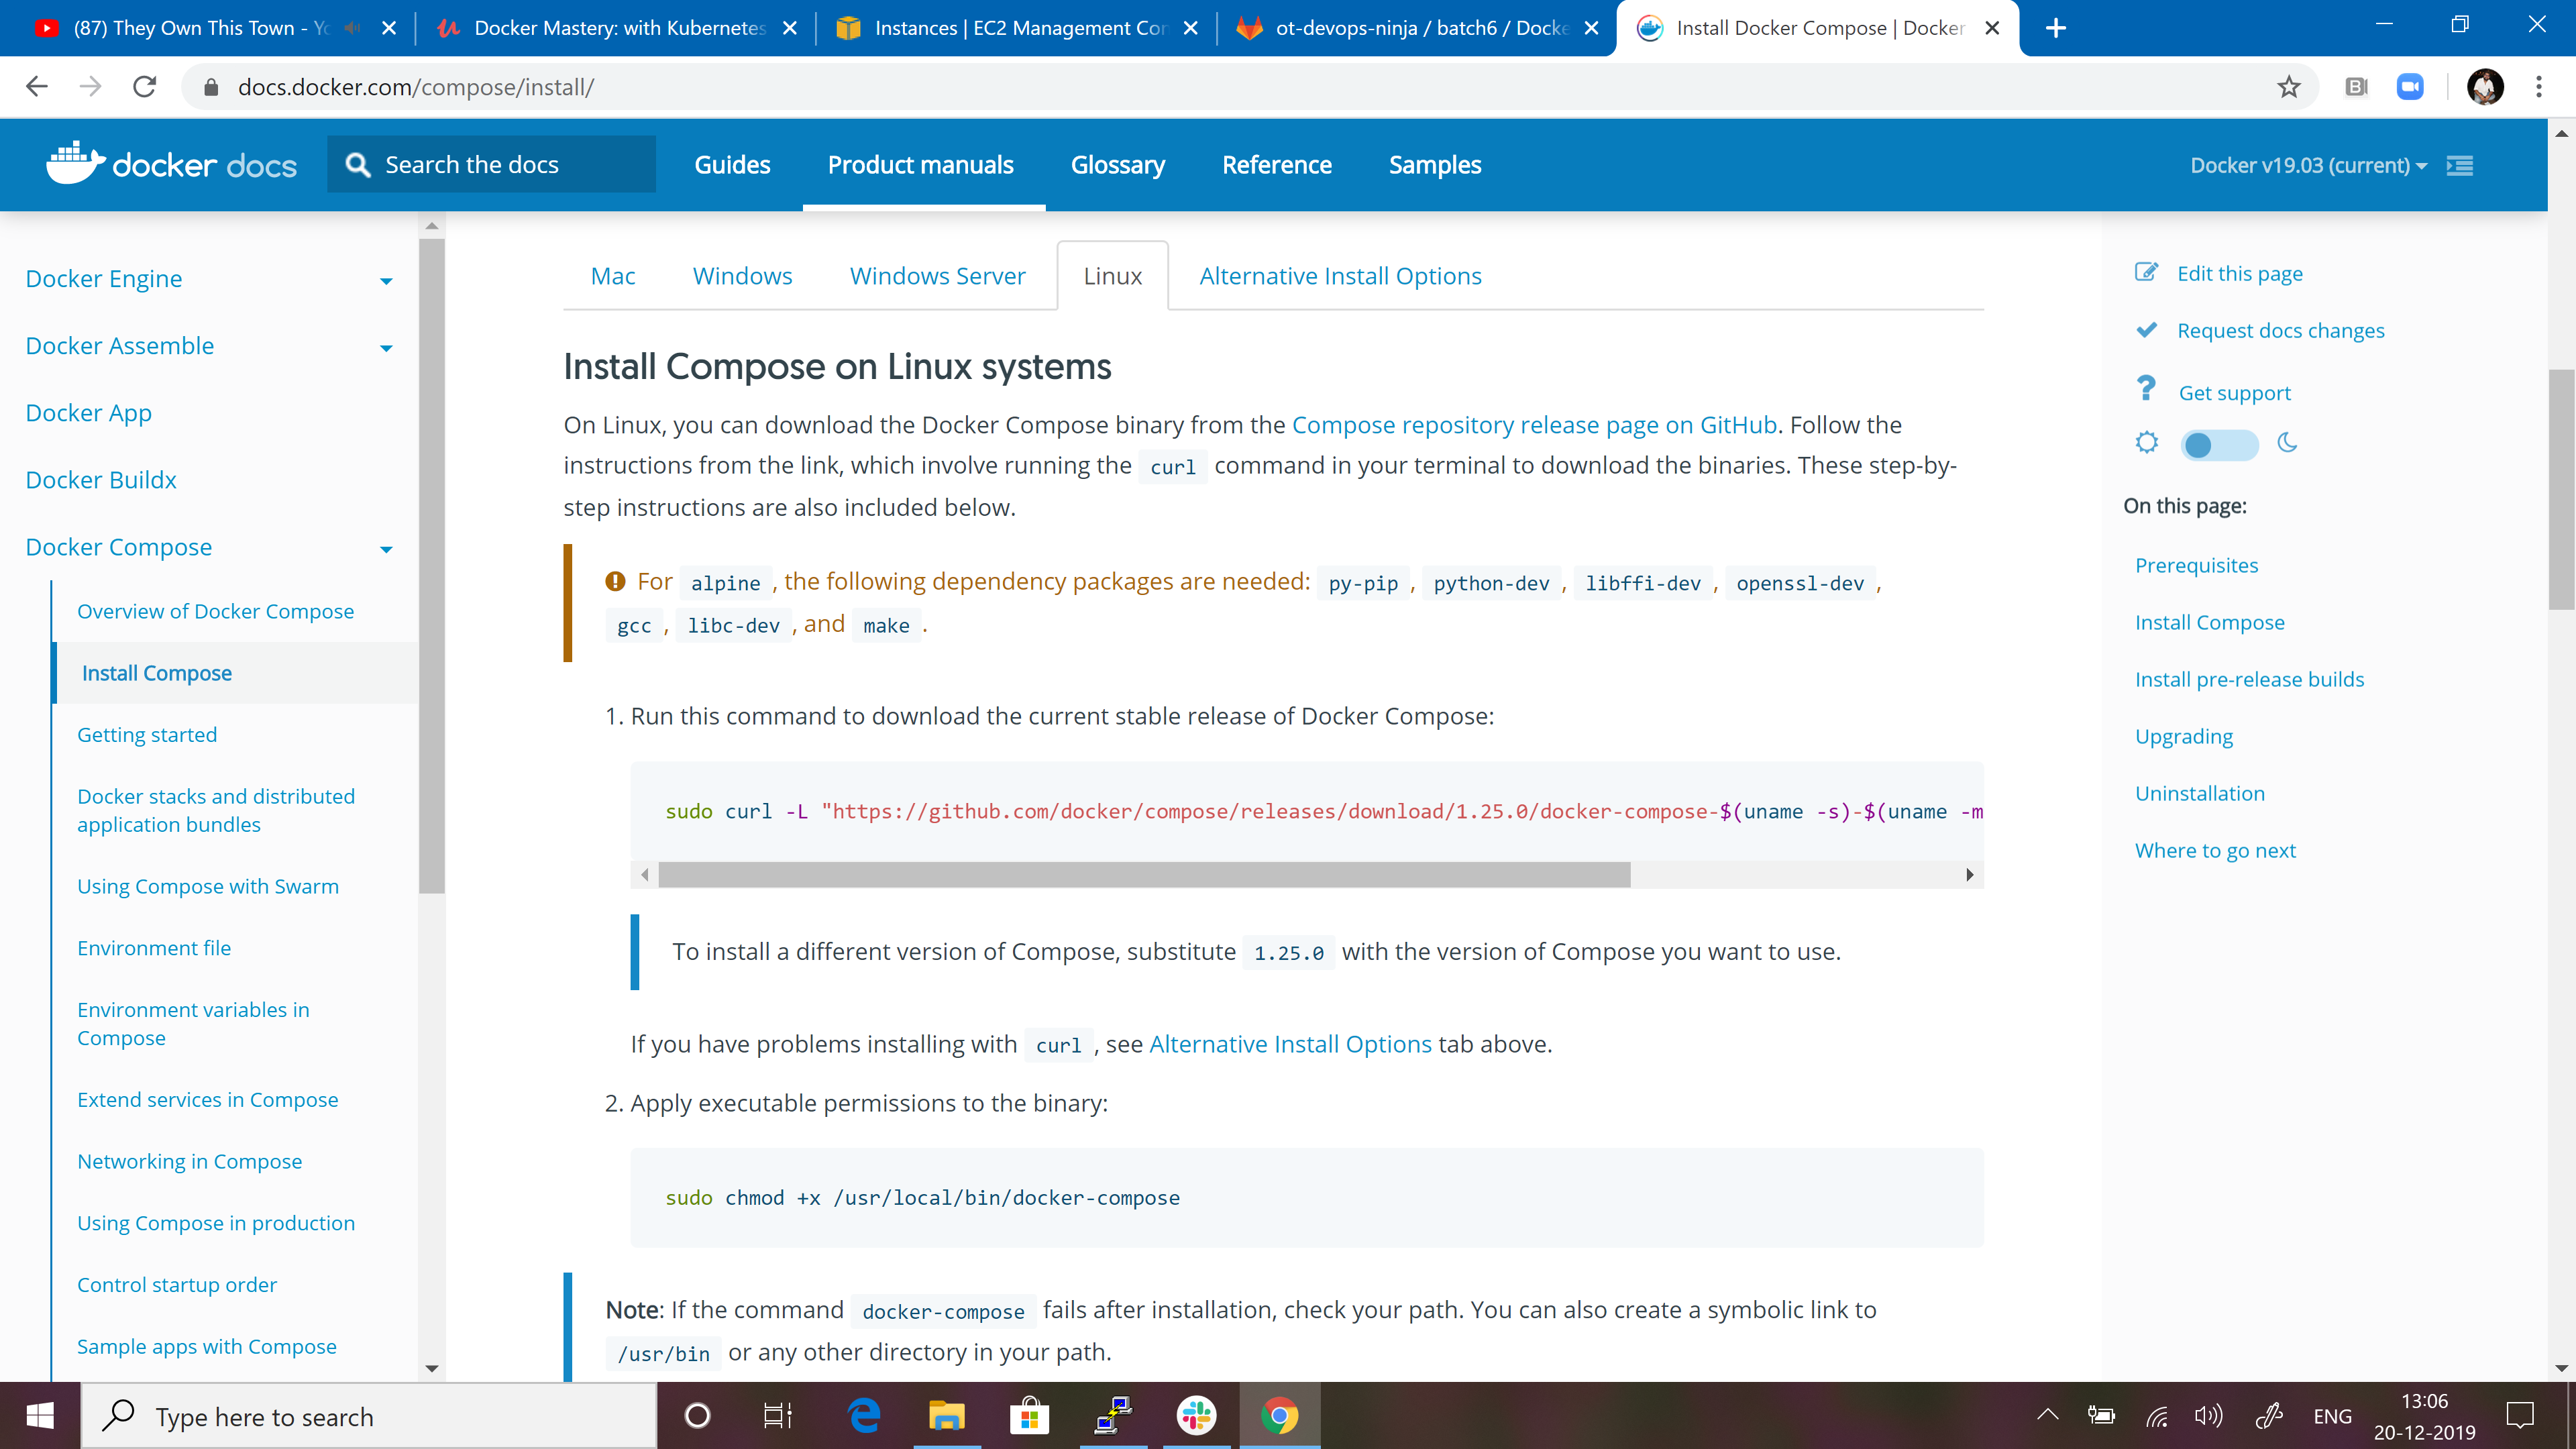 (87) They Own This Town - Yo
Docker Mastery: with Kubernetes
Instances | EC2 Management Con
ot-devops-ninja / batch6 / Docke
Install Docker Compose | Docker
docs.docker.com/compose/install/
docker docs
Search the docs
Guides
Product manuals
Glossary
Reference
Samples
Docker v19.03 (current)
Docker Engine
Docker Assemble
Docker App
Docker Buildx
Docker Compose
Overview of Docker Compose
Install Compose
Getting started
Docker stacks and distributed
application bundles
Using Compose with Swarm
Environment file
Environment variables in
Compose
Extend services in Compose
Networking in Compose
Using Compose in production
Control startup order
Sample apps with Compose
Mac
Windows
Windows Server
Linux
Alternative Install Options
Install Compose on Linux systems
On Linux, you can download the Docker Compose binary from the Compose repository release page on GitHub. Follow the
instructions from the link, which involve running the curl command in your terminal to download the binaries. These step-by-
step instructions are also included below.
For alpine , the following dependency packages are needed: py-pip , python-dev , libffi-dev , openssl-dev ,
gcc , libc-dev , and make .
1. Run this command to download the current stable release of Docker Compose:
sudo curl -L "https://github.com/docker/compose/releases/download/1.25.0/docker-compose-$(uname -s)-$(uname -m
To install a different version of Compose, substitute 1.25.0 with the version of Compose you want to use.
If you have problems installing with curl , see Alternative Install Options tab above.
2. Apply executable permissions to the binary:
sudo chmod +x /usr/local/bin/docker-compose
Note: If the command docker-compose fails after installation, check your path. You can also create a symbolic link to
/usr/bin or any other directory in your path.
Edit this page
Request docs changes
Get support
On this page:
Prerequisites
Install Compose
Install pre-release builds
Upgrading
Uninstallation
Where to go next
Type here to search
ENG
13:06
20-12-2019